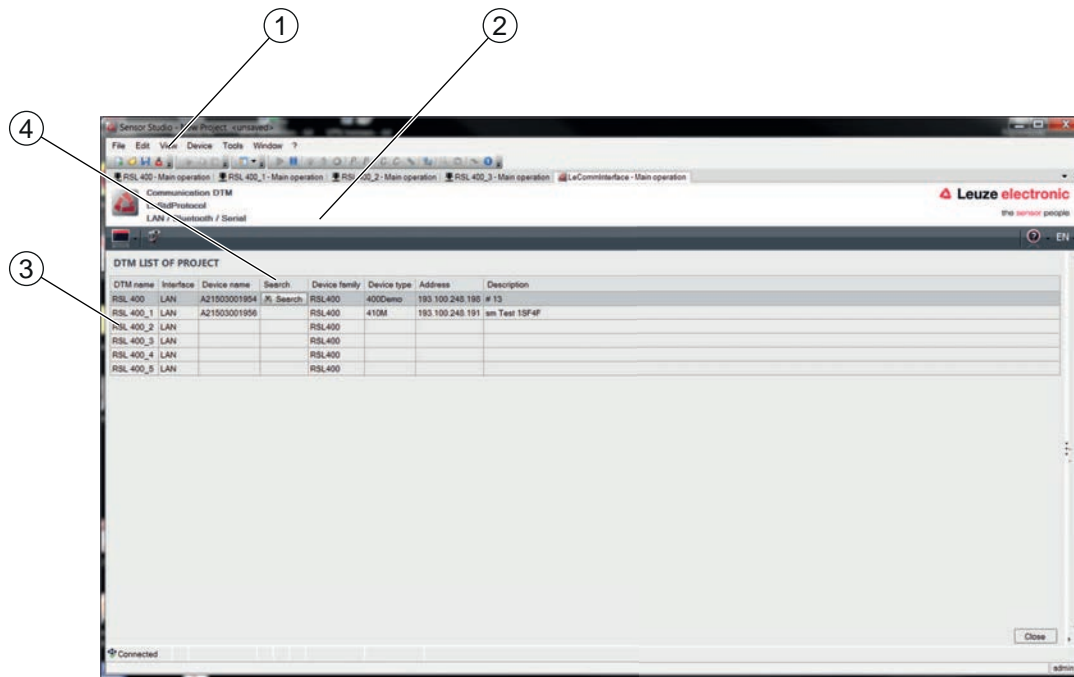 1
2
4
3
Sensor Studio - New Project <unsaved>
File Edit View Device Tools Window ?
RSL 400 - Main operation RSL 400_1 - Main operation RSL 400_2 - Main operation RSL 400_3 - Main operation LeCommInterface - Main operation
Communication DTM
LeStdProtocol
LAN / Bluetooth / Serial
Leuze electronic
the sensor people
EN
DTM LIST OF PROJECT
DTM name Interface Device name Search Device family Device type Address Description
RSL 400 LAN A21503001954 Search RSL400 400Demo 193.100.248.198 # 13
RSL 400_1 LAN A21503001956 RSL400 410M 193.100.248.191 sm Test 1SF4F
RSL 400_2 LAN RSL400
RSL 400_3 LAN RSL400
RSL 400_4 LAN RSL400
RSL 400_5 LAN RSL400
Close
Connected
admin